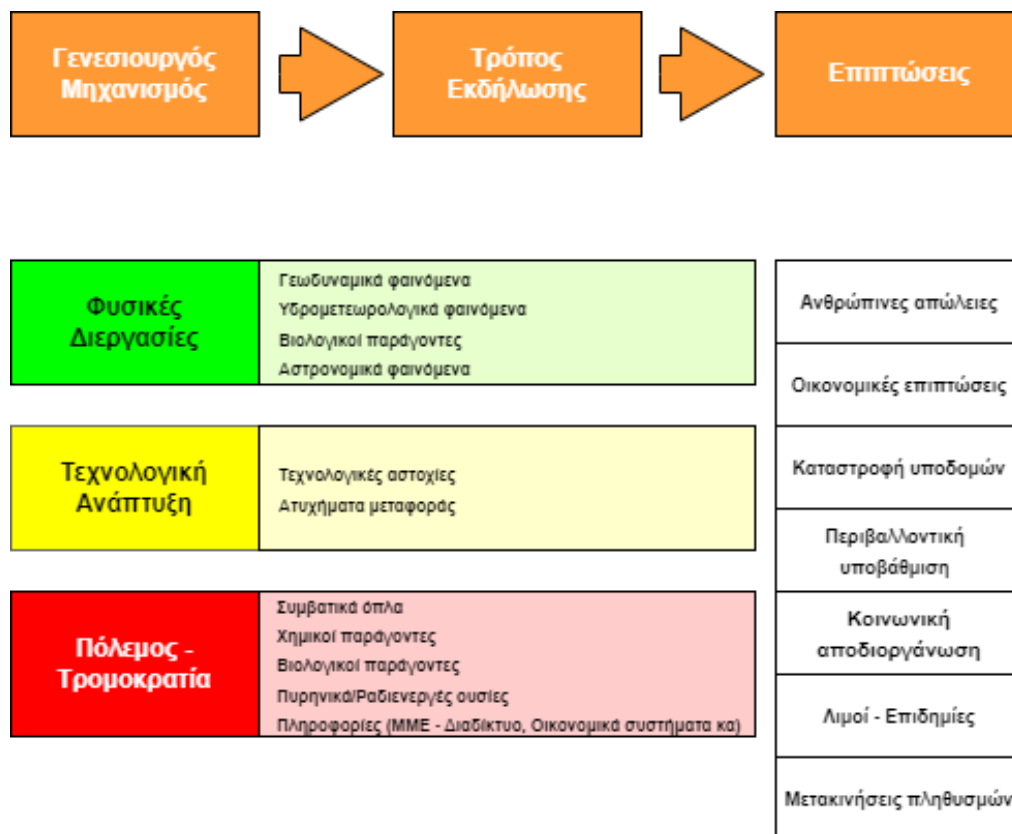 Γενεσιουργός
Μηχανισμός
Τρόπος
Εκδήλωσης
Επιπτώσεις
Φυσικές
Διεργασίες
Γεωδυναμικά φαινόμενα
Υδρομετεωρολογικά φαινόμενα
Βιολογικοί παράγοντες
Αστρονομικά φαινόμενα
Τεχνολογική
Ανάπτυξη
Τεχνολογικές αστοχίες
Ατυχήματα μεταφοράς
Πόλεμος -
Τρομοκρατία
Συμβατικά όπλα
Χημικοί παράγοντες
Βιολογικοί παράγοντες
Πυρηνικά/Ραδιενεργές ουσίες
Πληροφορίες (ΜΜΕ - Διαδίκτυο, Οικονομικά συστήματα κα)
Ανθρώπινες απώλειες
Οικονομικές επιπτώσεις
Καταστροφή υποδομών
Περιβαλλοντική
υποβάθμιση
Κοινωνική
αποδιοργάνωση
Λιμοί - Επιδημίες
Μετακινήσεις πληθυσμών